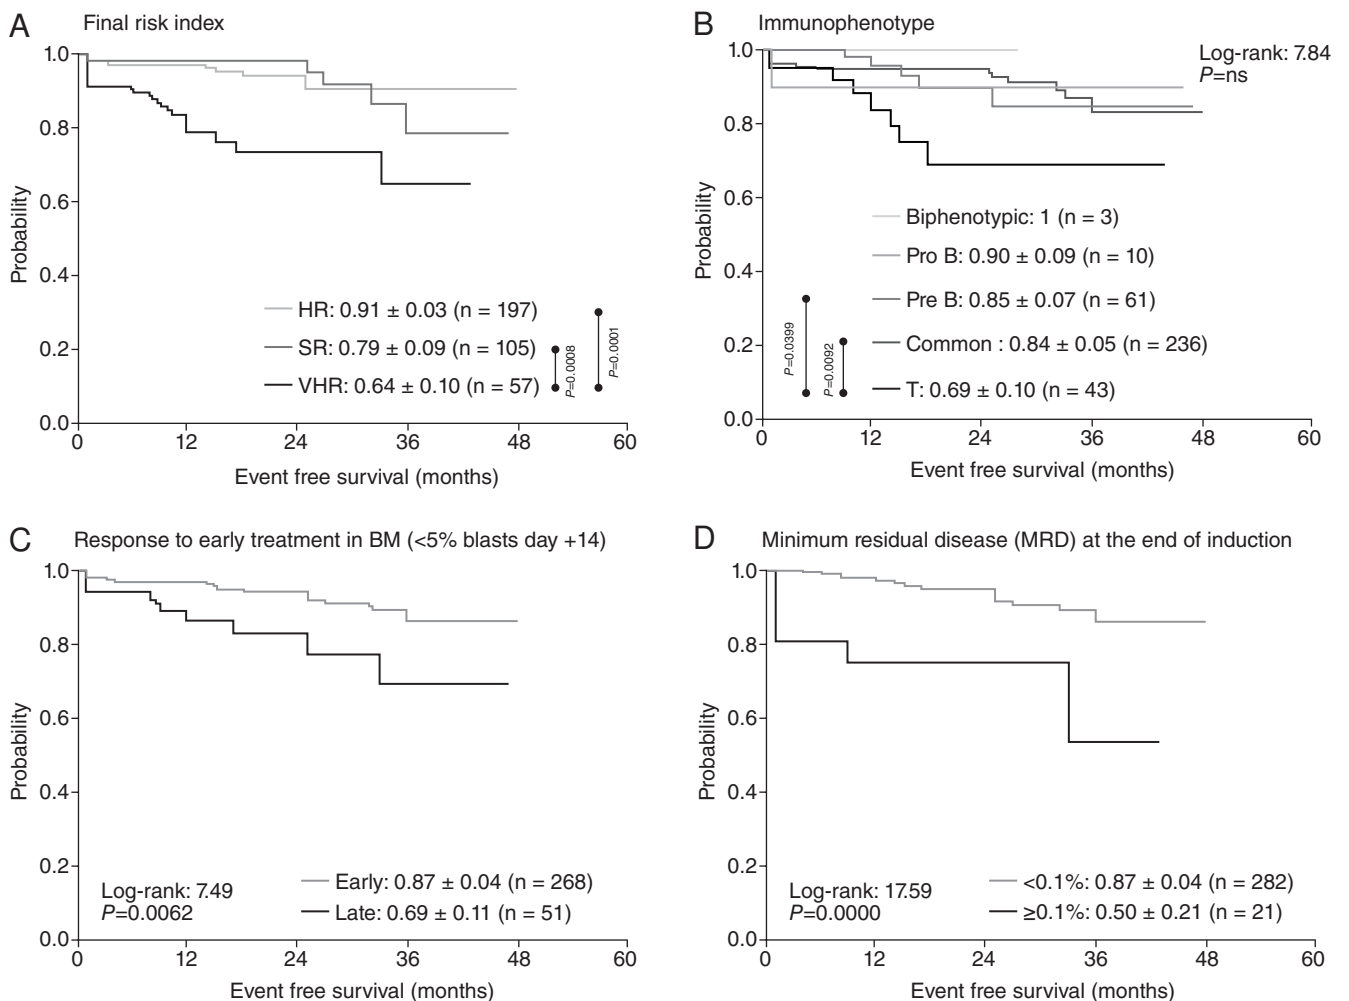 A Final risk index
1.0
0.8
0.6
0.4
0.2
0.0
Probability
HR: 0.91 ± 0.03 (n = 197)
SR: 0.79 ± 0.09 (n = 105)
VHR: 0.64 ± 0.10 (n = 57)
P=0.0008
P=0.0001
0 12 24 36 48 60
Event free survival (months)
B Immunophenotype
Log-rank: 7.84
P=ns
1.0
0.8
0.6
0.4
0.2
0.0
Probability
Biphenotypic: 1 (n = 3)
Pro B: 0.90 ± 0.09 (n = 10)
Pre B: 0.85 ± 0.07 (n = 61)
Common : 0.84 ± 0.05 (n = 236)
T: 0.69 ± 0.10 (n = 43)
P=0.0399
P=0.0092
0 12 24 36 48 60
Event free survival (months)
C Response to early treatment in BM (<5% blasts day +14)
1.0
0.8
0.6
0.4
0.2
0.0
Probability
Log-rank: 7.49
P=0.0062
Early: 0.87 ± 0.04 (n = 268)
Late: 0.69 ± 0.11 (n = 51)
0 12 24 36 48 60
Event free survival (months)
D Minimum residual disease (MRD) at the end of induction
1.0
0.8
0.6
0.4
0.2
0.0
Probability
Log-rank: 17.59
P=0.0000
<0.1%: 0.87 ± 0.04 (n = 282)
≥0.1%: 0.50 ± 0.21 (n = 21)
0 12 24 36 48 60
Event free survival (months)